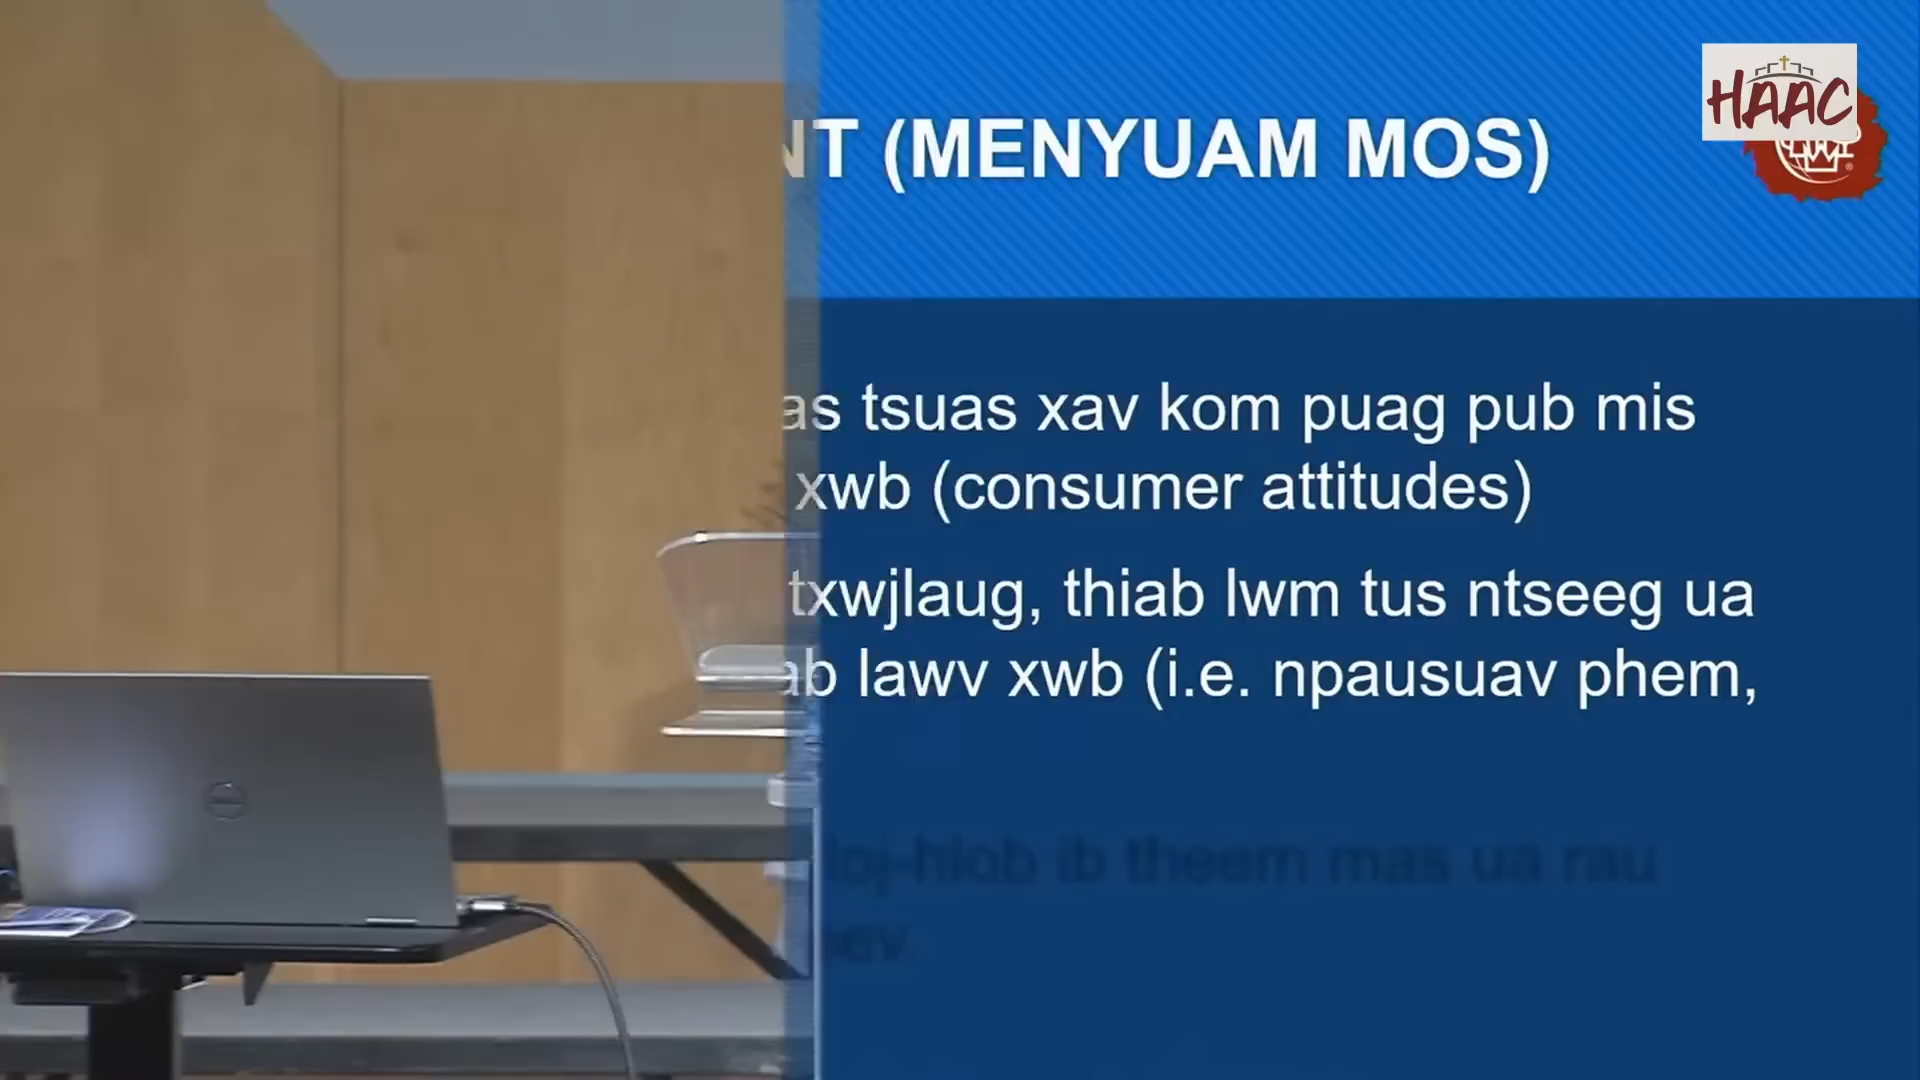 HAAC
NT (MENYUAM MOS)
as tsuas xav kom puag pub mis
xwb (consumer attitudes)
txwjlaug, thiab lwm tus ntseeg ua
ab lawv xwb (i.e. npausuav phem,
loj-hlob ib theem mas ua rau